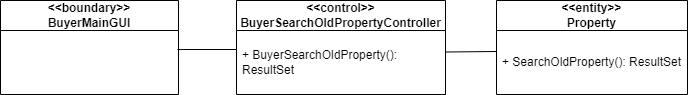 <<boundary>>
BuyerMainGUI
<<control>>
BuyerSearchOldPropertyController
+ BuyerSearchOldProperty():
ResultSet
<<entity>>
Property
+ SearchOldProperty(): ResultSet